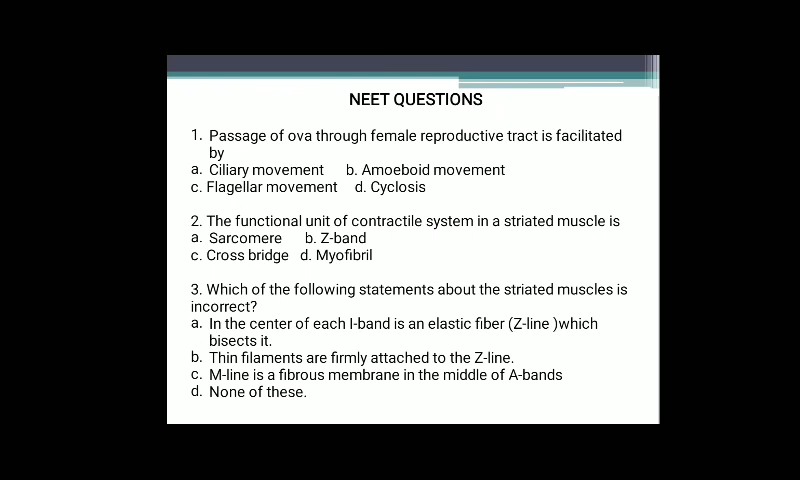 NEET QUESTIONS
1. Passage of ova through female reproductive tract is facilitated
by
a. Ciliary movement b. Amoeboid movement
c. Flagellar movement d. Cyclosis
2. The functional unit of contractile system in a striated muscle is
a. Sarcomere b. Z-band
c. Cross bridge d. Myofibril
3. Which of the following statements about the striated muscles is
incorrect?
a. In the center of each I-band is an elastic fiber (Z-line )which
bisects it.
b. Thin filaments are firmly attached to the Z-line.
c. M-line is a fibrous membrane in the middle of A-bands
d. None of these.